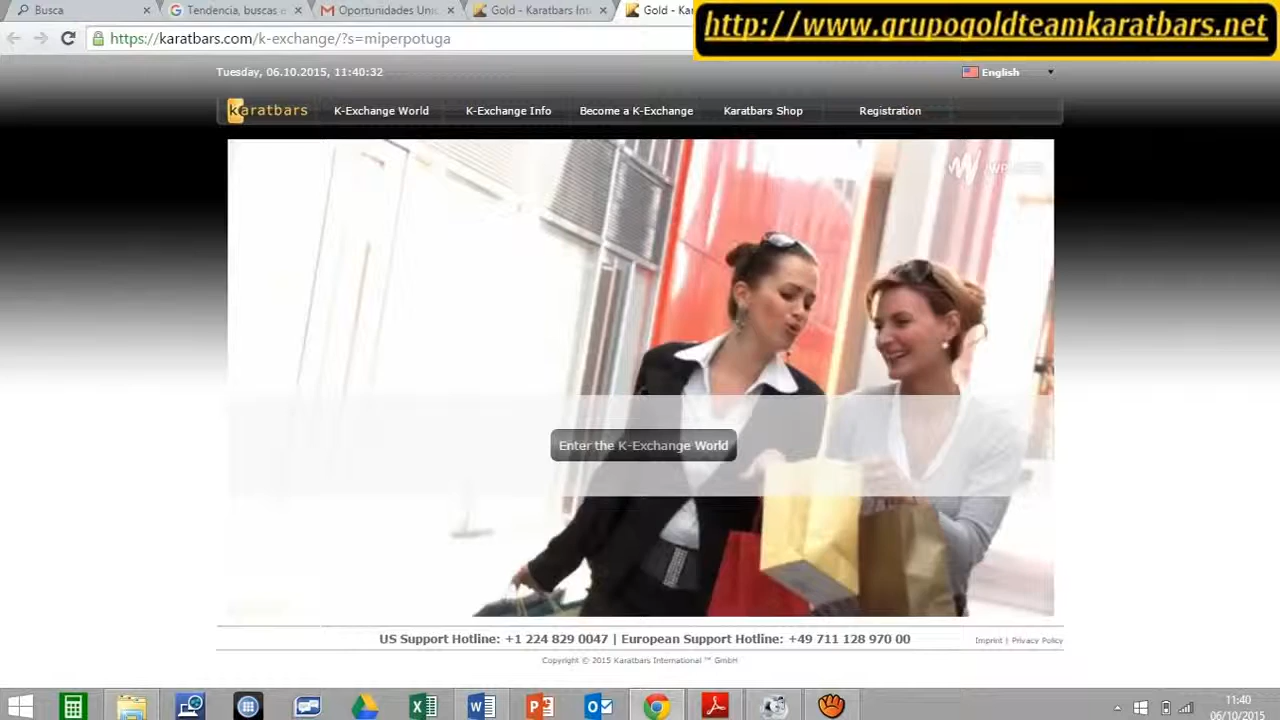 Busca
Tendencia, buscas e
Oportunidades Unic
Gold - Karatbars Inte
Gold - Kar
http://www.grupogoldteamkaratbars.net
https://karatbars.com/k-exchange/?s=miperpotuga
Tuesday, 06.10.2015, 11:40:32
English
karatbars
K-Exchange World
K-Exchange Info
Become a K-Exchange
Karatbars Shop
Registration
Enter the K-Exchange World
US Support Hotline: +1 224 829 0047 | European Support Hotline: +49 711 128 970 00
Imprint | Privacy Policy
Copyright © 2015 Karatbars International ™ GmbH
11:40
06/10/2015